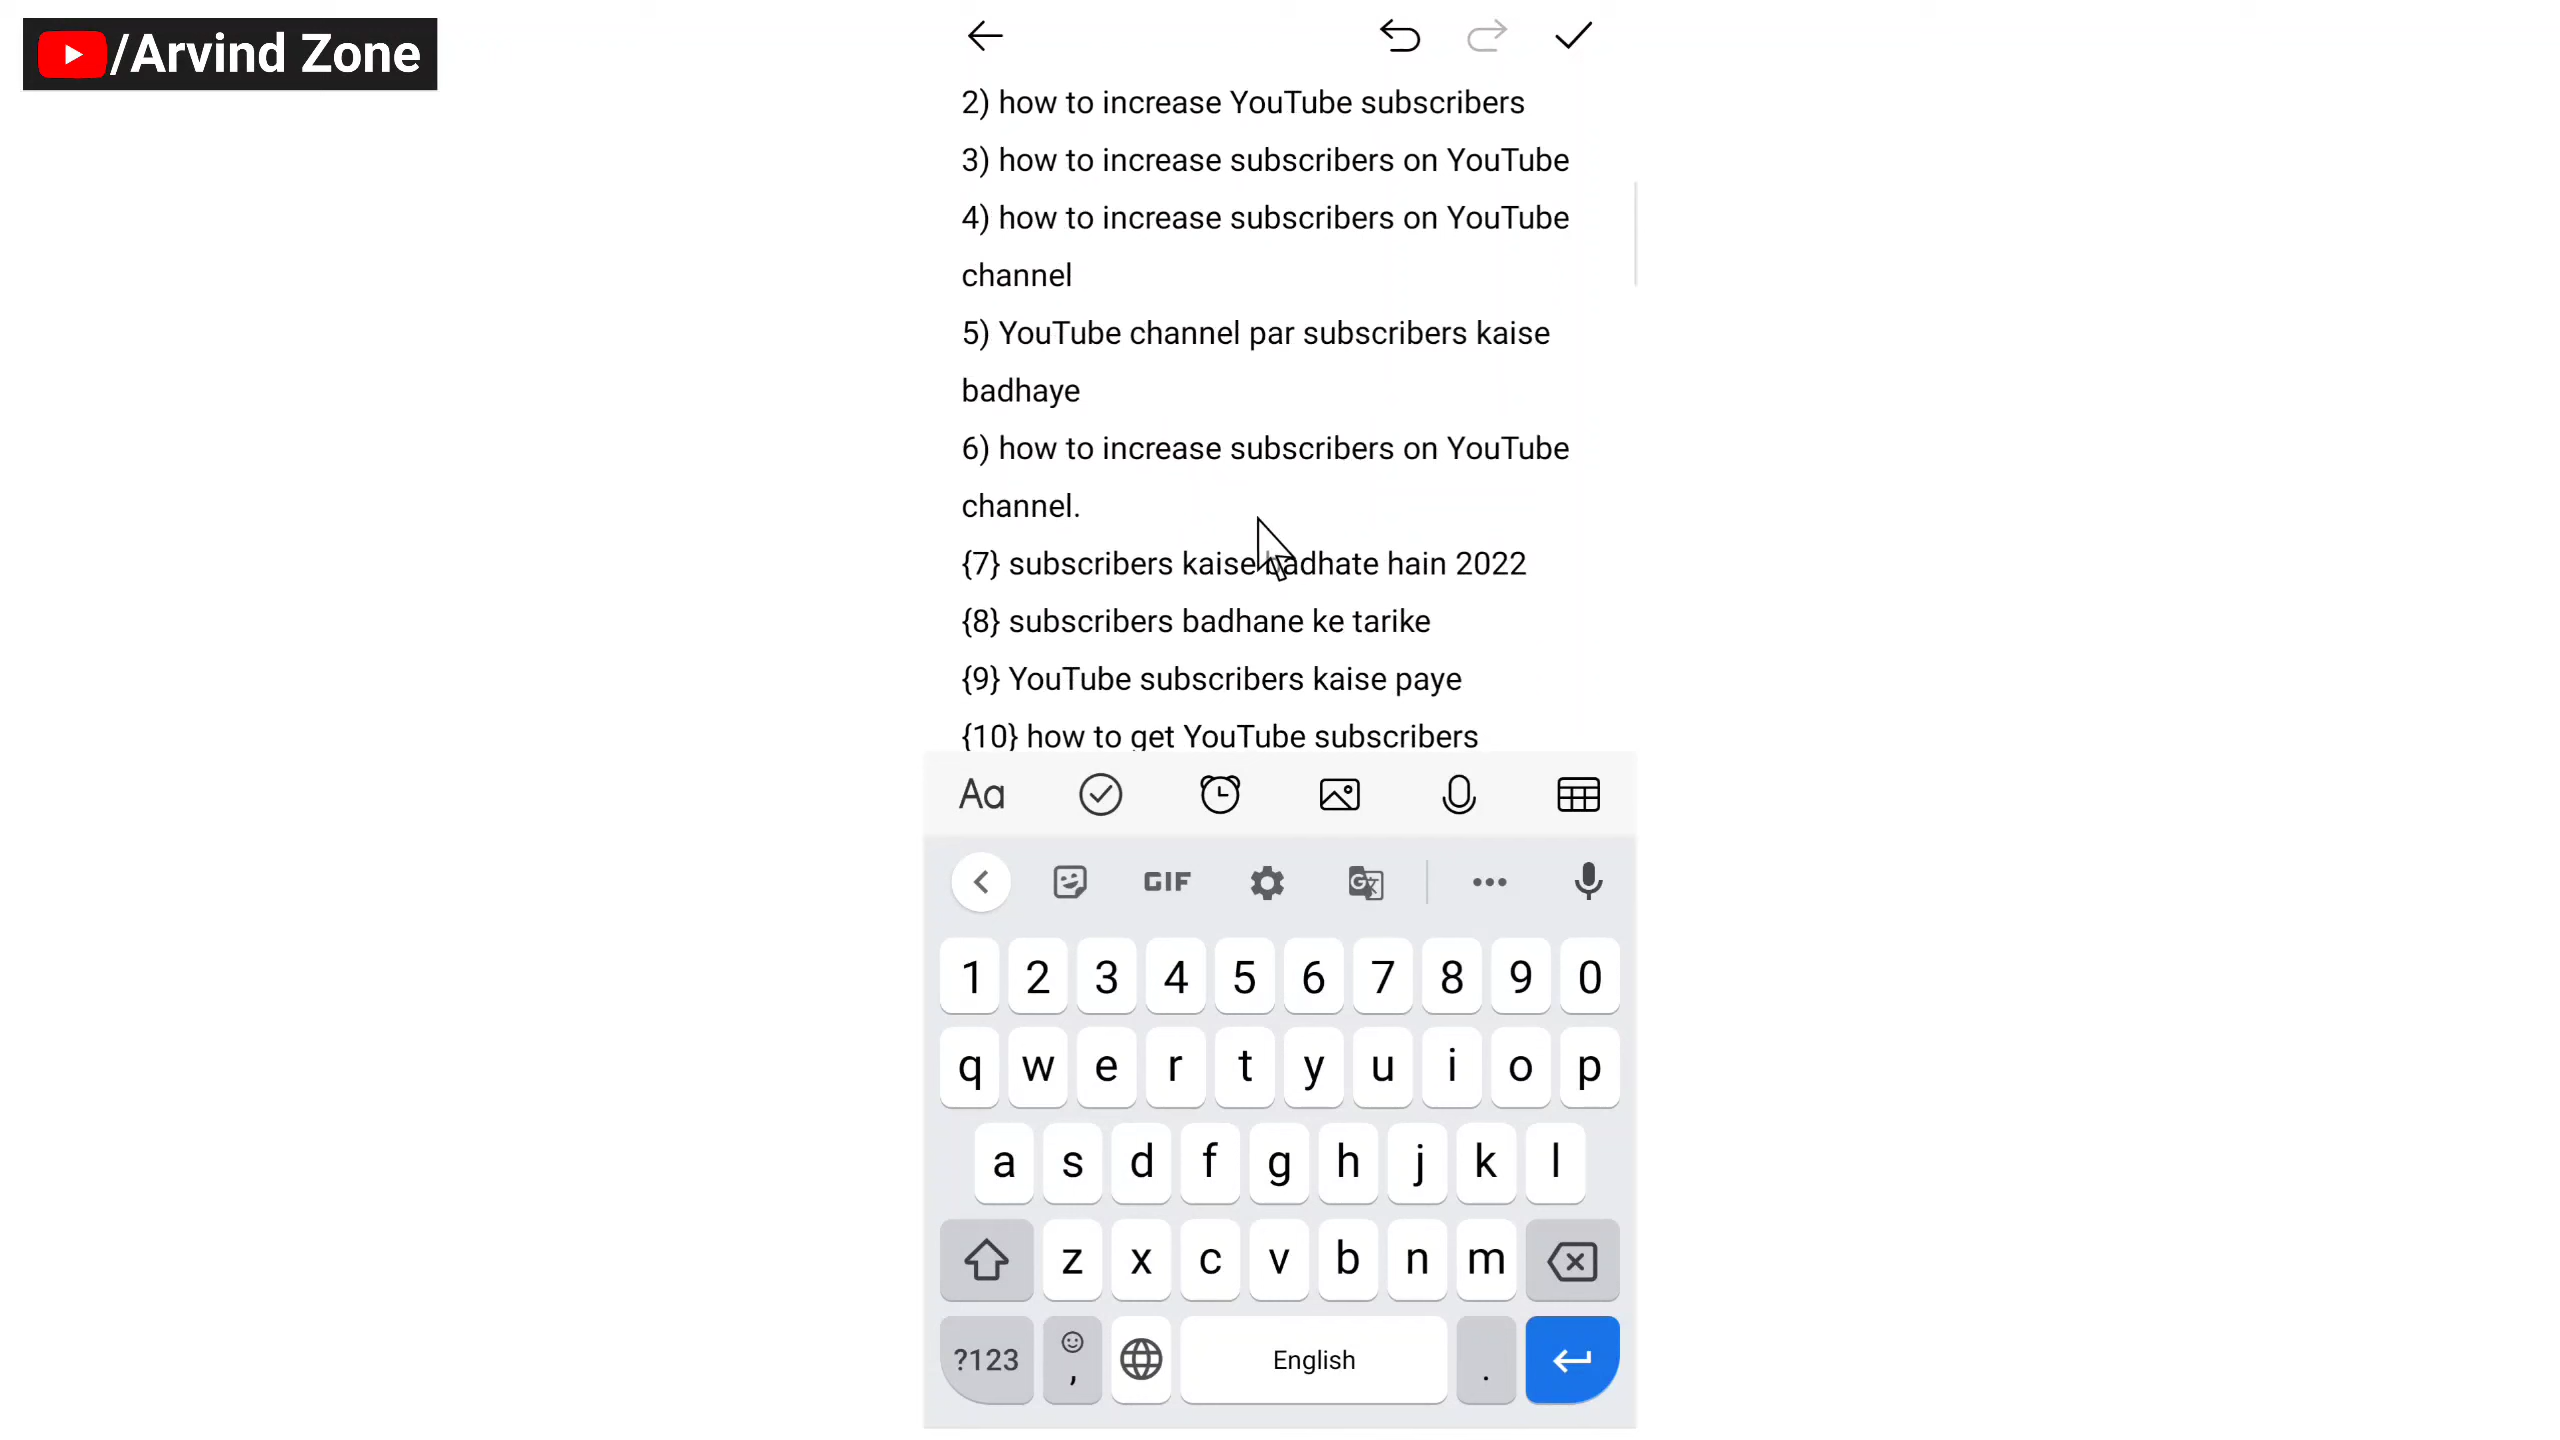 /Arvind Zone
2) how to increase YouTube subscribers
3) how to increase subscribers on YouTube
4) how to increase subscribers on YouTube
channel
5) YouTube channel par subscribers kaise
badhaye
6) how to increase subscribers on YouTube
channel.
{7} subscribers kaise badhate hain 2022
{8} subscribers badhane ke tarike
{9} YouTube subscribers kaise paye
{10} how to get YouTube subscribers
Aa
GIF
1 2 3 4 5 6 7 8 9 0
q w e r t y u i o p
a s d f g h j k l
z x c v b n m
?123 , English .